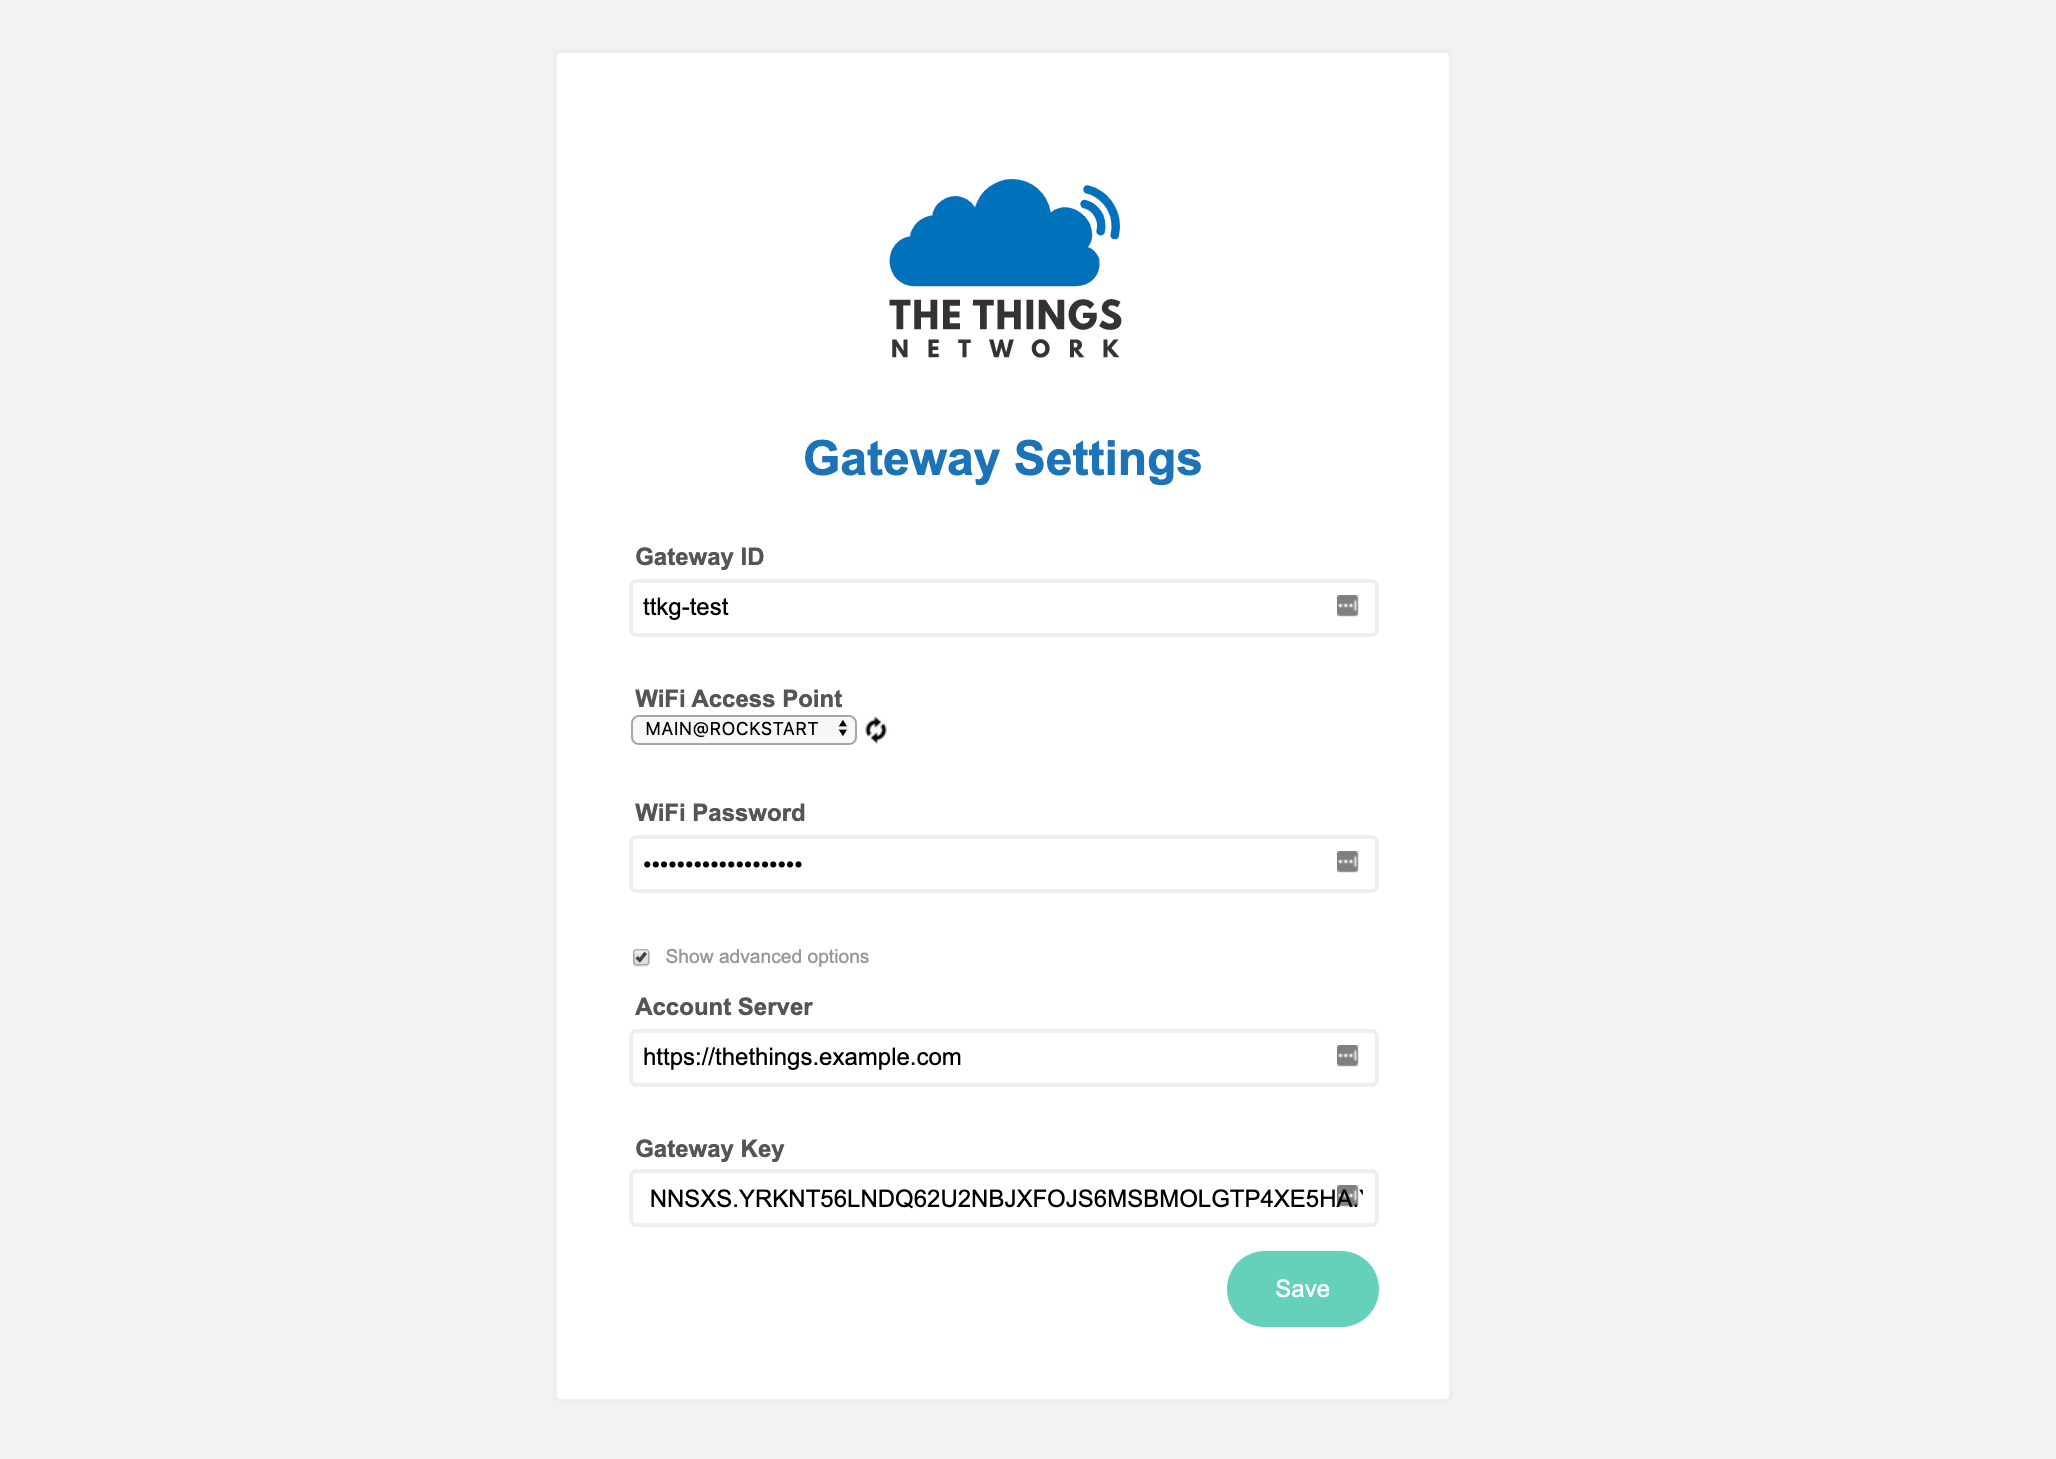 THE THINGS
NETWORK
Gateway Settings
Gateway ID
ttkg-test
WiFi Access Point
MAIN@ROCKSTART
WiFi Password
•••••••••••••••••••
Show advanced options
Account Server
https://thethings.example.com
Gateway Key
NNSXS.YRKNT56LNDQ62U2NBJXFOJS6MSBMOLGTP4XE5HA.
Save